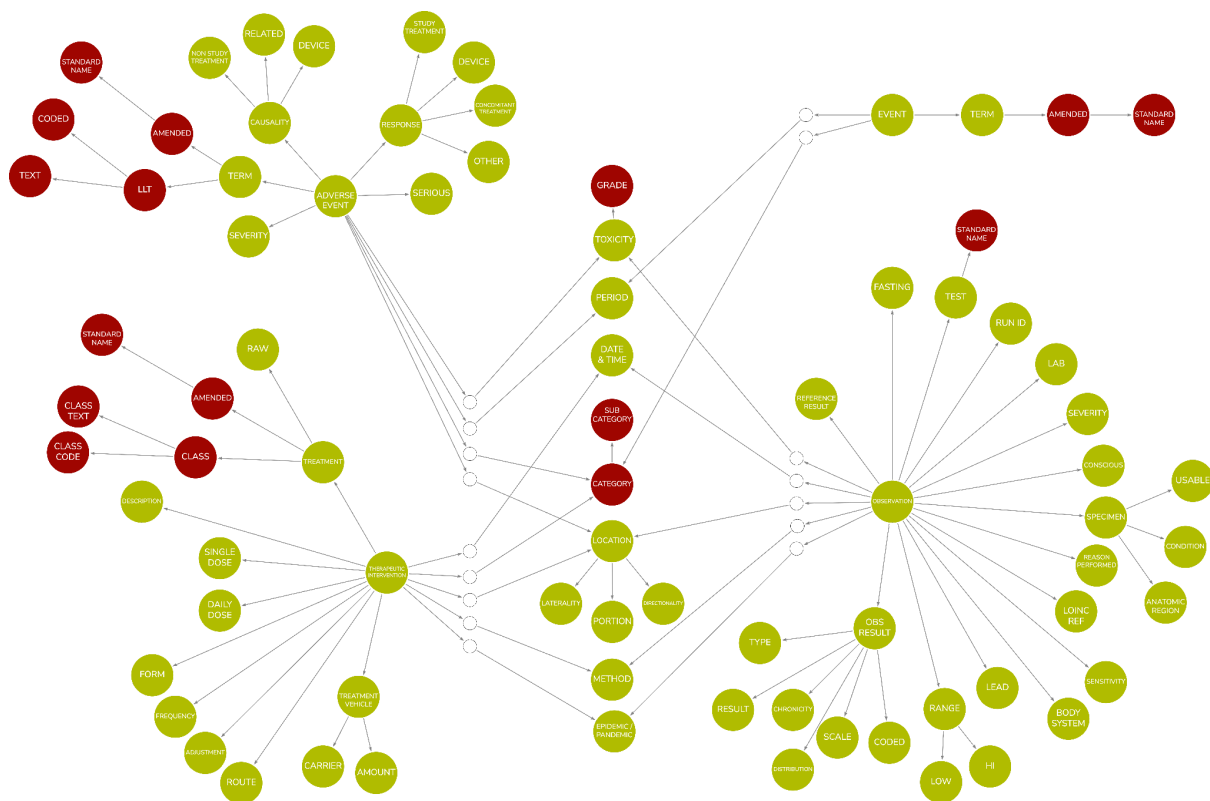 STUDY
TREATMENT
RELATED
DEVICE
NON STUDY
TREATMENT
STANDARD
NAME
DEVICE
CONCOMITANT
TREATMENT
CODED
AMENDED
CAUSALITY
RESPONSE
EVENT
TERM
AMENDED
STANDARD
NAME
OTHER
TEXT
LLT
TERM
ADVERSE
EVENT
SERIOUS
GRADE
SEVERITY
TOXICITY
STANDARD
NAME
FASTING
TEST
PERIOD
RUN ID
STANDARD
NAME
RAW
DATE
& TIME
LAB
AMENDED
REFERENCE
RESULT
CLASS
TEXT
SUB
CATEGORY
SEVERITY
CLASS
CODE
CLASS
TREATMENT
CONSCIOUS
CATEGORY
USABLE
DESCRIPTION
OBSERVATION
SPECIMEN
SINGLE
DOSE
LOCATION
CONDITION
THERAPEUTIC
INTERVENTION
REASON
PERFORMED
DAILY
DOSE
LATERALITY
DIRECTIONALITY
PORTION
LOINC
REF
ANATOMIC
REGION
TYPE
OBS
RESULT
FORM
METHOD
SENSITIVITY
TREATMENT
VEHICLE
LEAD
FREQUENCY
RESULT
CHRONICITY
RANGE
BODY
SYSTEM
EPIDEMIC /
PANDEMIC
SCALE
CODED
ADJUSTMENT
CARRIER
AMOUNT
DISTRIBUTION
HI
ROUTE
LOW